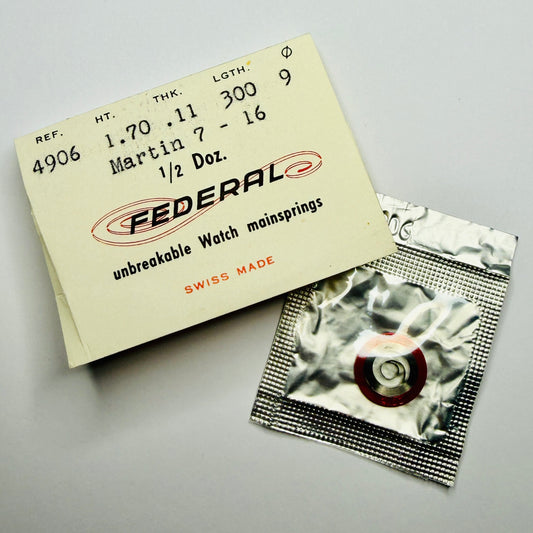 REF. HT. THK. LGTH. Ø
4906 1.70 .11 300 9
Martin 7 - 16
1/2 Doz.
FEDERAL
unbreakable Watch mainsprings
SWISS MADE